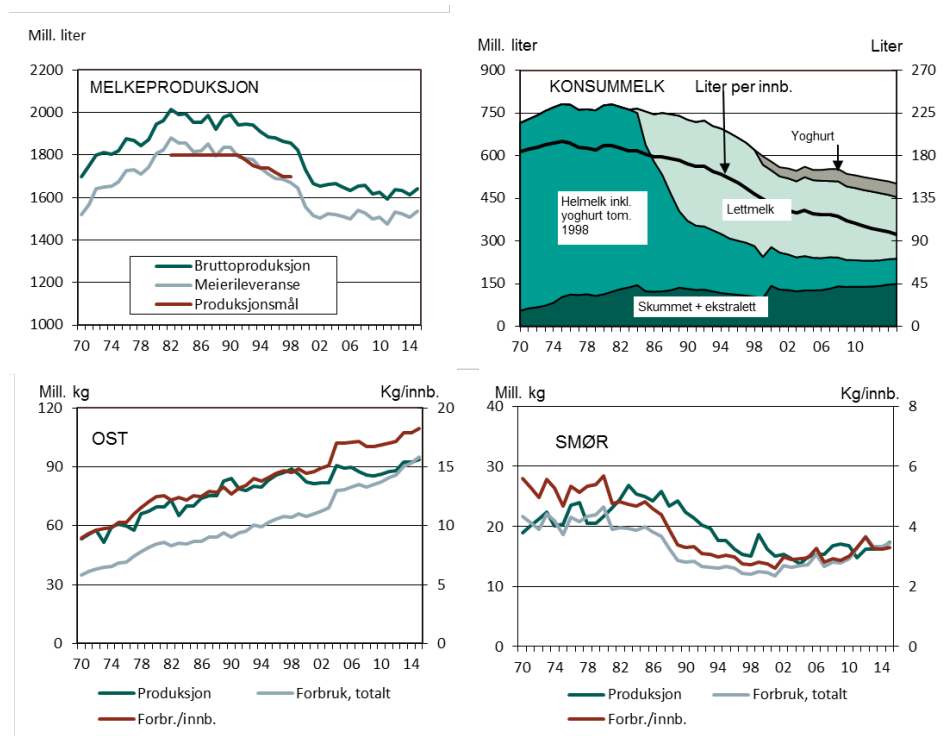 Mill. liter
MELKEPRODUKSJON
2200
2000
1800
1600
1400
1200
1000
Bruttoproduksjon
Meierileveranse
Produksjonsmål
70 74 78 82 86 90 94 98 02 06 10 14
Mill. liter
Liter
KONSUMMELK
Liter per innb.
Yoghurt
Helmelk inkl.
yoghurt tom.
1998
Lettmelk
Skummet + ekstralett
900
750
600
450
300
150
0
270
225
180
135
90
45
0
70 74 78 82 86 90 94 98 02 06 10
Mill. kg
Kg/innb.
OST
120
90
60
30
0
20
15
10
5
0
70 74 78 82 86 90 94 98 02 06 10 14
Produksjon
Forbruk, totalt
Forbr./innb.
Mill. kg
Kg/innb.
SMØR
40
30
20
10
0
8
6
4
2
0
70 74 78 82 86 90 94 98 02 06 10 14
Produksjon
Forbruk, totalt
Forbr./innb.